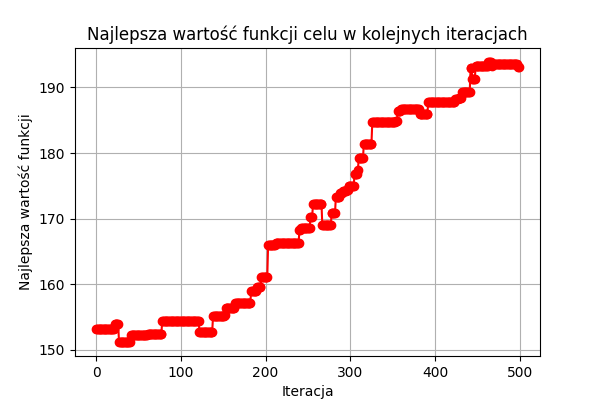 Najlepsza wartość funkcji celu w kolejnych iteracjach
Najlepsza wartość funkcji
190
180
170
160
150
0 100 200 300 400 500
Iteracja